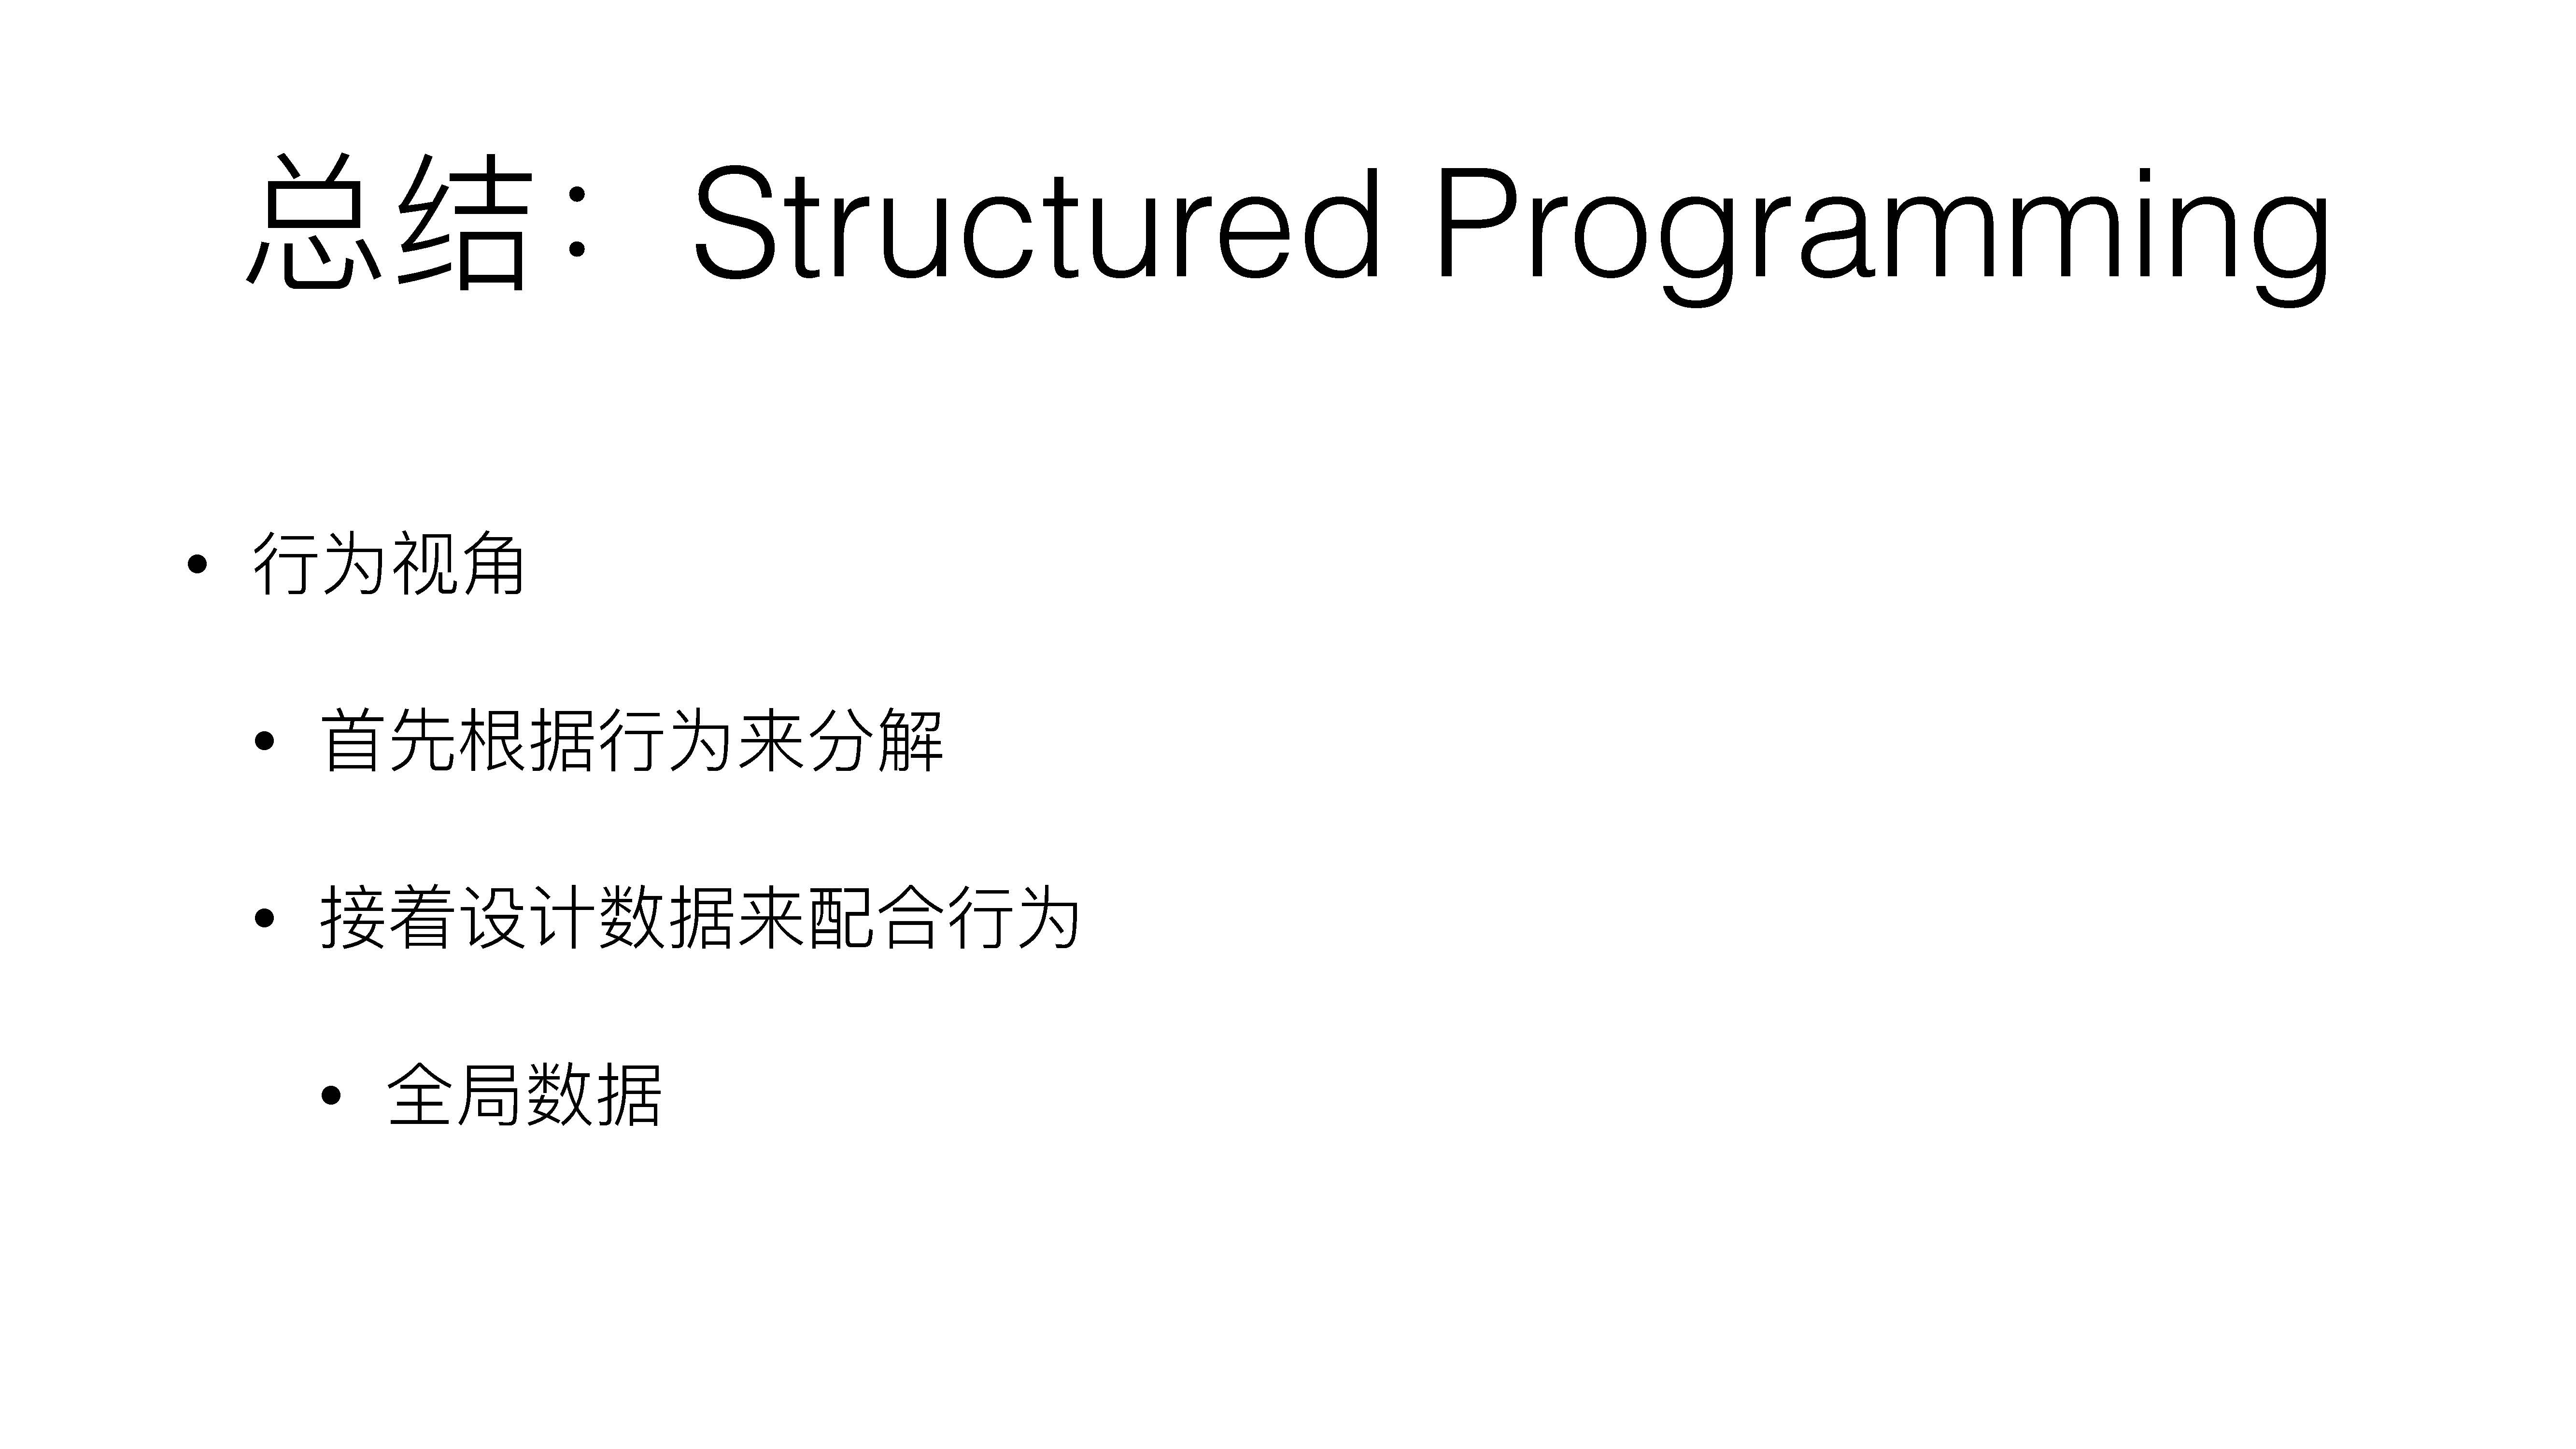 总结：Structured Programming
• 行为视角
• 首先根据行为来分解
• 接着设计数据来配合行为
• 全局数据